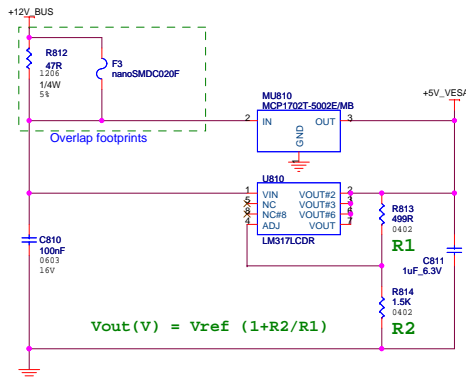 +12V_BUS
R812
47R
1206
1/4W
5%
F3
nanoSMDC020F
Overlap footprints
MU810
MCP1702T-5002E/MB
2
IN
OUT
3
GND
+5V_VESA
U810
1
VIN
VOUT#2
2
5
NC
VOUT#3
3
8
NC#8
VOUT#6
6
4
ADJ
VOUT
7
LM317LCDR
R813
499R
0402
R1
C810
100nF
0603
16V
C811
1uF_6.3V
R814
1.5K
0402
R2
Vout(V) = Vref (1+R2/R1)